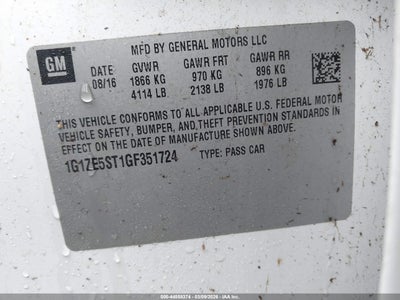 MFD BY GENERAL MOTORS LLC
GM
DATE GVWR GAWR FRT GAWR RR
08/16 1866 KG 970 KG 896 KG
4114 LB 2138 LB 1976 LB
THIS VEHICLE CONFORMS TO ALL APPLICABLE U.S. FEDERAL MOTOR
VEHICLE SAFETY, BUMPER, AND THEFT PREVENTION STANDARDS IN
EFFECT ON THE DATE OF MANUFACTURE SHOWN ABOVE.
1G1ZE5ST1GF351724 TYPE: PASS CAR